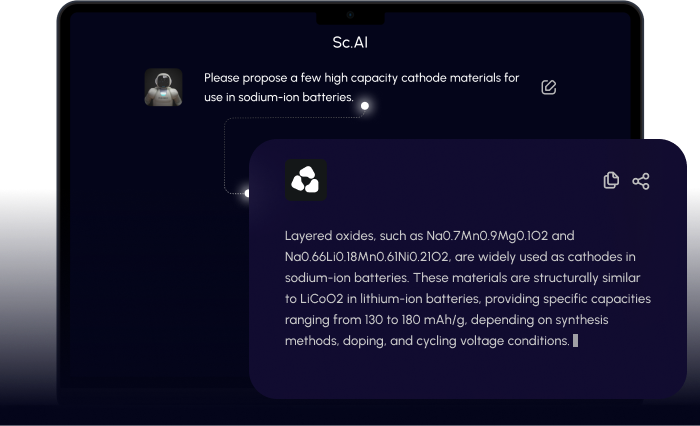 Sc.AI
Please propose a few high capacity cathode materials for
use in sodium-ion batteries.
Layered oxides, such as Na0.7Mn0.9Mg0.1O2 and
Na0.66Li0.18Mn0.61Ni0.21O2, are widely used as cathodes in
sodium-ion batteries. These materials are structurally similar
to LiCoO2 in lithium-ion batteries, providing specific capacities
ranging from 130 to 180 mAh/g, depending on synthesis
methods, doping, and cycling voltage conditions.